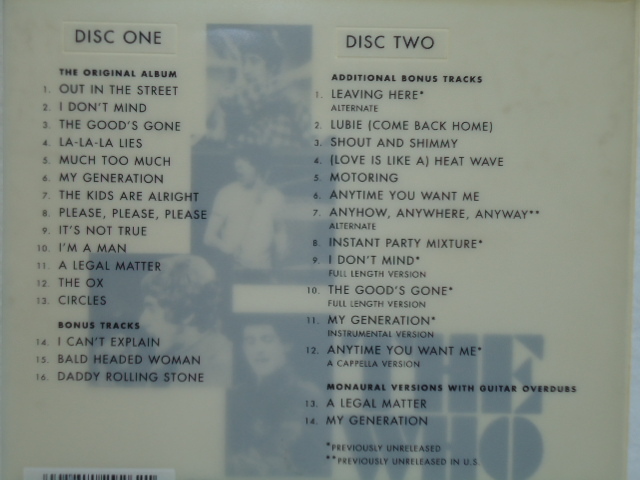 DISC ONE
THE ORIGINAL ALBUM
1. OUT IN THE STREET
2. I DON'T MIND
3. THE GOOD'S GONE
4. LA-LA-LA LIES
5. MUCH TOO MUCH
6. MY GENERATION
7. THE KIDS ARE ALRIGHT
8. PLEASE, PLEASE, PLEASE
9. IT'S NOT TRUE
10. I'M A MAN
11. A LEGAL MATTER
12. THE OX
13. CIRCLES
BONUS TRACKS
14. I CAN'T EXPLAIN
15. BALD HEADED WOMAN
16. DADDY ROLLING STONE
DISC TWO
ADDITIONAL BONUS TRACKS
1. LEAVING HERE*
ALTERNATE
2. LUBIE (COME BACK HOME)
3. SHOUT AND SHIMMY
4. (LOVE IS LIKE A) HEAT WAVE
5. MOTORING
6. ANYTIME YOU WANT ME
7. ANYHOW, ANYWHERE, ANYWAY**
ALTERNATE
8. INSTANT PARTY MIXTURE*
9. I DON'T MIND*
FULL LENGTH VERSION
10. THE GOOD'S GONE*
FULL LENGTH VERSION
11. MY GENERATION*
INSTRUMENTAL VERSION
12. ANYTIME YOU WANT ME*
A CAPPELLA VERSION
MONAURAL VERSIONS WITH GUITAR OVERDUBS
13. A LEGAL MATTER
14. MY GENERATION
*PREVIOUSLY UNRELEASED
**PREVIOUSLY UNRELEASED IN U.S.
THE
WHO